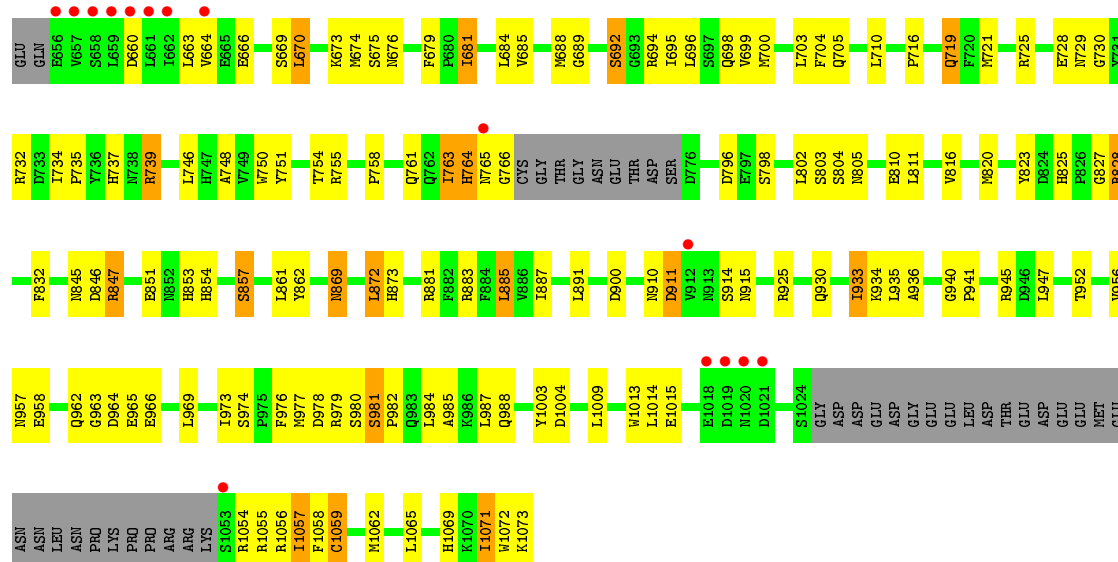 GLU GLN E656 V657 S658 L659 D660 L661 I662 L663 V664 E665 E666 S669 L670 K673 M674 S675 N676 F679 P680 I681 L684 V685 M688 G689 S692 G693 R694 I695 L696 S697 Q698 V699 M700 L703 F704 Q705 L710 P716 Q719 F720 M721 R725 E728 N729 G730 Y731
R732 D733 I734 P735 Y736 H737 N738 R739 L746 H747 A748 V749 W750 Y751 T754 R755 P758 Q761 Q762 I763 H764 N765 G766 CYS GLY THR GLY ASN GLU THR ASP SER D776 D796 E797 S798 L802 S803 S804 N805 E810 L811 V816 M820 Y823 D824 H825 P826 G827 R828
F832 N845 D846 R847 E851 N852 H853 H854 S857 L861 Y862 N869 L872 H873 R881 F882 R883 F884 L885 V886 I887 L891 D900 N910 D911 V912 N913 S914 N915 R925 Q930 I933 K934 L935 A936 G940 P941 R945 D946 L947 T952
N957 E958 Q962 G963 D964 E965 E966 L969 I973 S974 P975 F976 M977 D978 R979 S980 S981 P982 Q983 L984 A985 K986 L987 Q988 Y1003 D1004 L1009 W1013 L1014 E1015 E1018 D1019 N1020 D1021 S1024 GLY ASP ASP GLU ASP GLY GLU GLU LEU ASP THR GLU ASP GLU GLU MET GLU
ASN ASN LEU ASN PRO LYS PRO PRO ARG ARG LYS S1053 R1054 R1055 R1056 I1057 F1058 C1059 M1062 L1065 H1069 K1070 I1071 W1072 K1073